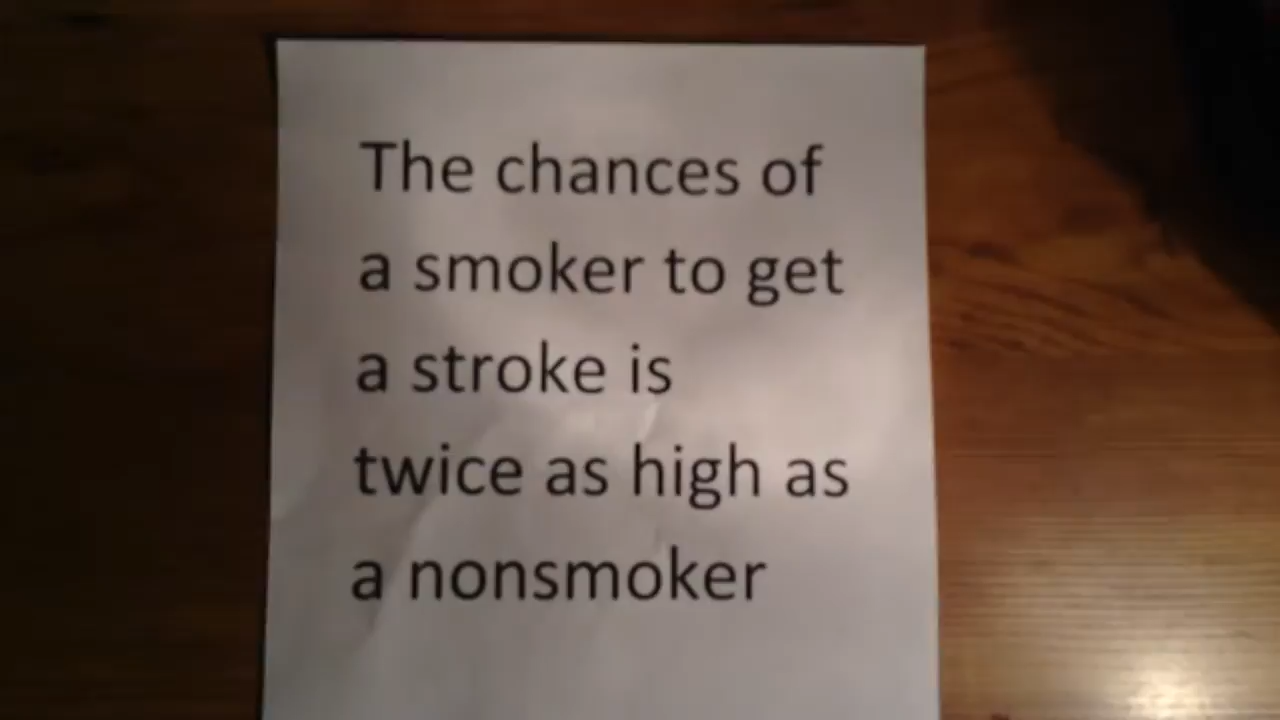 The chances of
a smoker to get
a stroke is
twice as high as
a nonsmoker